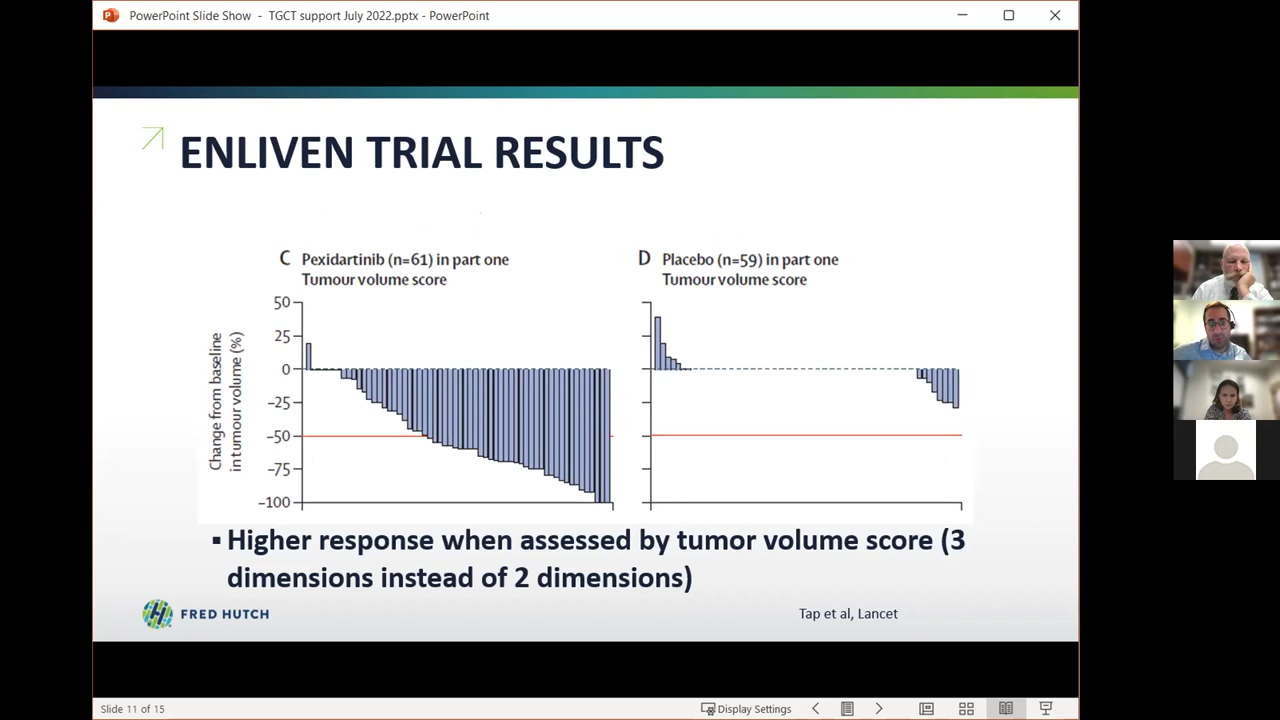 PowerPoint Slide Show - TGCT support July 2022.pptx - PowerPoint
ENLIVEN TRIAL RESULTS
C Pexidartinib (n=61) in part one
Tumour volume score
D Placebo (n=59) in part one
Tumour volume score
Change from baseline
in tumour volume (%)
50
25
0
−25
−50
−75
−100
▪ Higher response when assessed by tumor volume score (3
dimensions instead of 2 dimensions)
FRED HUTCH
Tap et al, Lancet
Slide 11 of 15
Display Settings